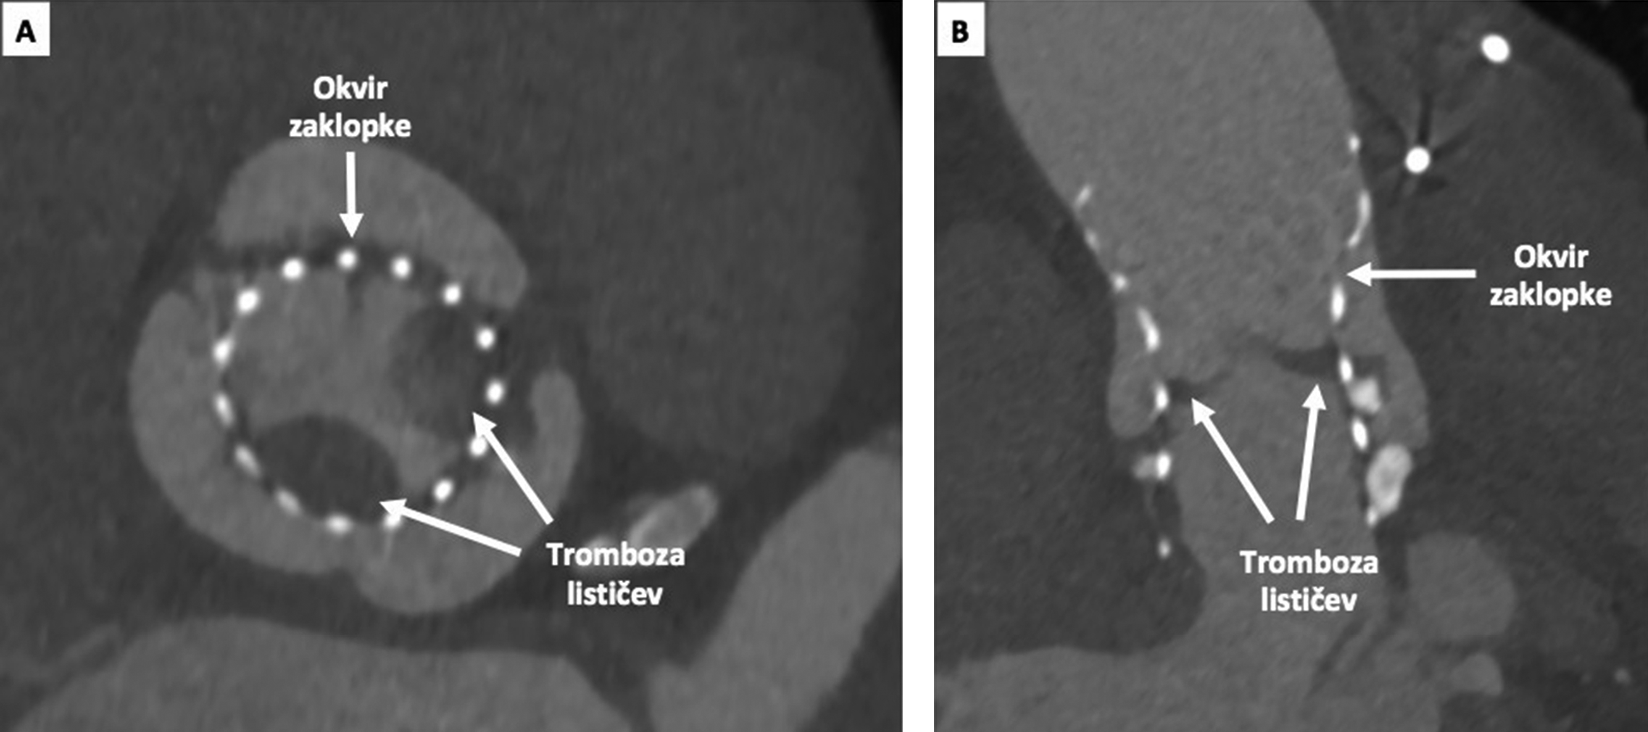 A
Okvir
zaklopke
Tromboza
lističev
B
Okvir
zaklopke
Tromboza
lističev